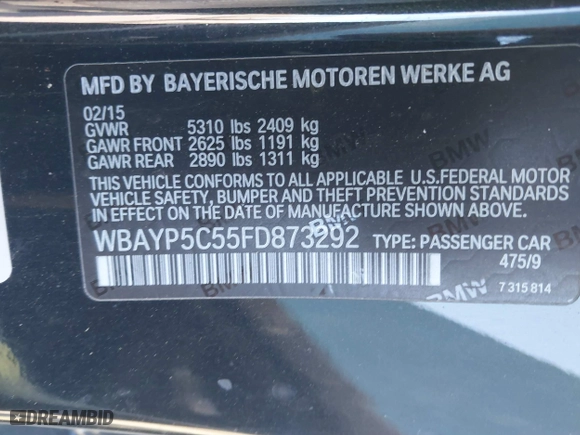 MFD BY BAYERISCHE MOTOREN WERKE AG
02/15
GVWR 5310 lbs 2409 kg
GAWR FRONT 2625 lbs 1191 kg
GAWR REAR 2890 lbs 1311 kg
THIS VEHICLE CONFORMS TO ALL APPLICABLE U.S.FEDERAL MOTOR
VEHICLE SAFETY, BUMPER AND THEFT PREVENTION STANDARDS
IN EFFECT ON THE DATE OF MANUFACTURE SHOWN ABOVE.
WBAYP5C55FD873292 TYPE: PASSENGER CAR
475/9
7 315 814
BMW
DREAMBID